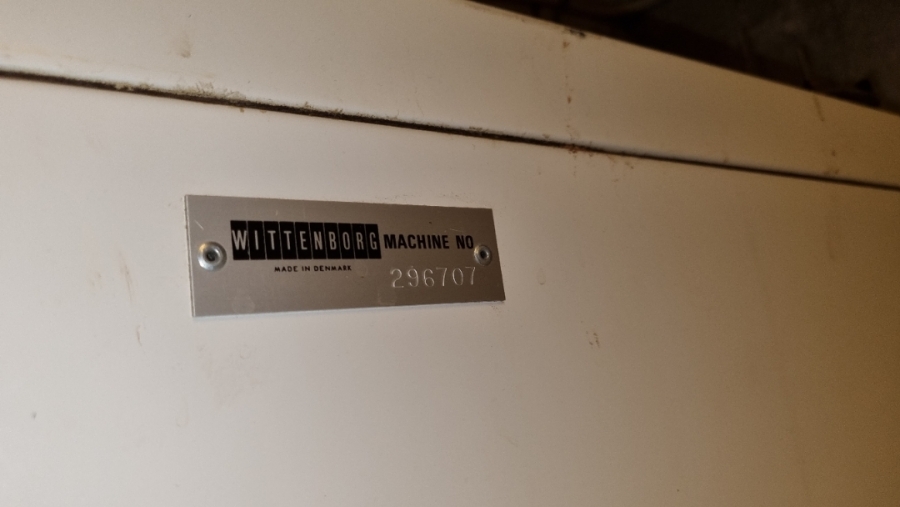 WITTENBORG MACHINE NO
MADE IN DENMARK
296707